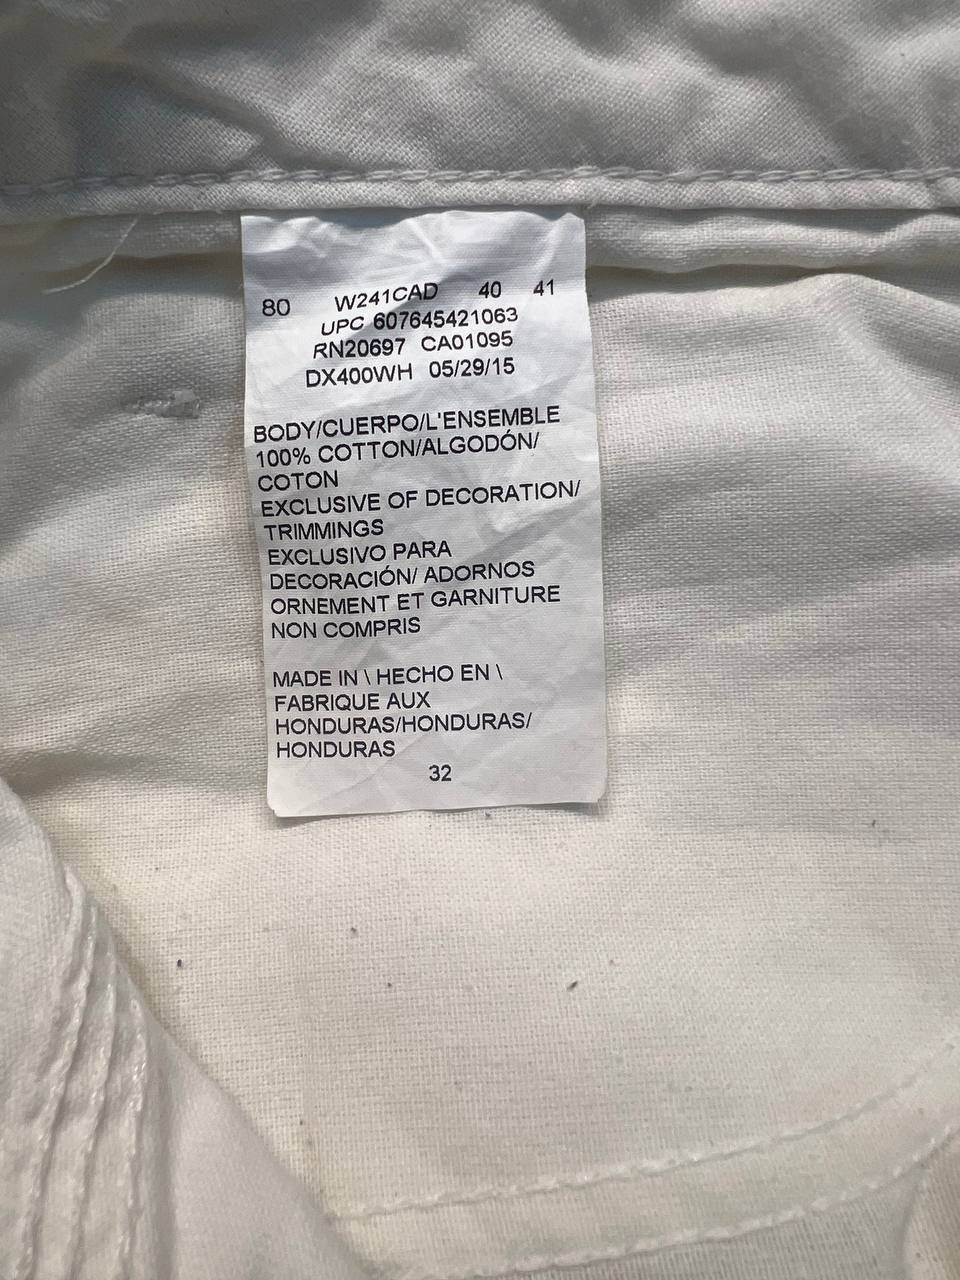 80 W241CAD 40 41
UPC 607645421063
RN20697 CA01095
DX400WH 05/29/15
BODY/CUERPO/L'ENSEMBLE
100% COTTON/ALGODÓN/
COTON
EXCLUSIVE OF DECORATION/
TRIMMINGS
EXCLUSIVO PARA
DECORACIÓN/ ADORNOS
ORNEMENT ET GARNITURE
NON COMPRIS
MADE IN \ HECHO EN \
FABRIQUE AUX
HONDURAS/HONDURAS/
HONDURAS
32